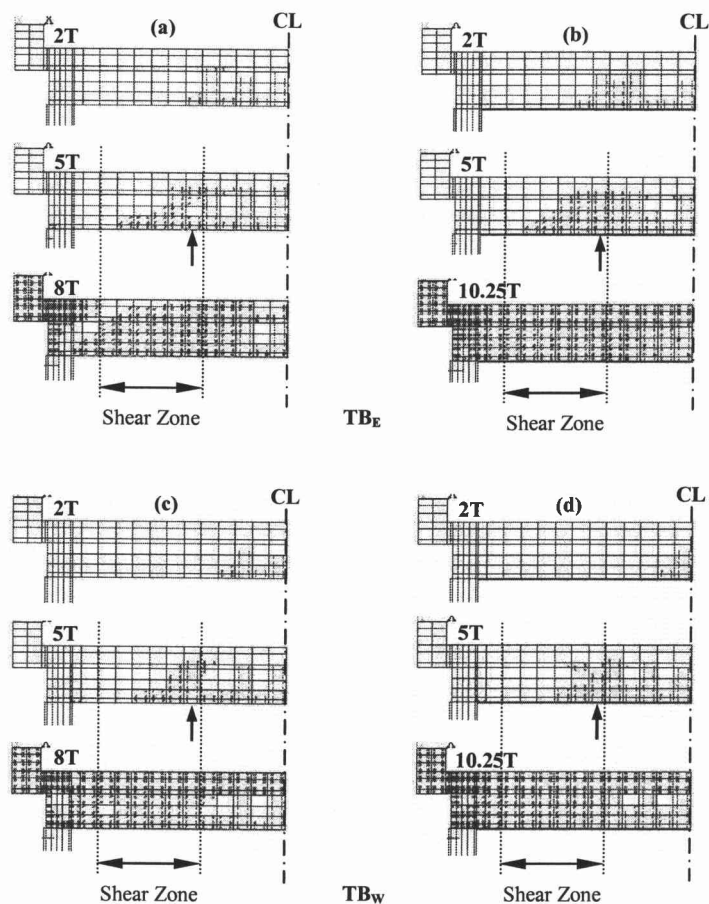 (a)
CL
2T
5T
8T
Shear Zone
(b)
CL
2T
5T
10.25T
Shear Zone
TBE
(c)
CL
2T
5T
8T
Shear Zone
(d)
CL
2T
5T
10.25T
Shear Zone
TBW